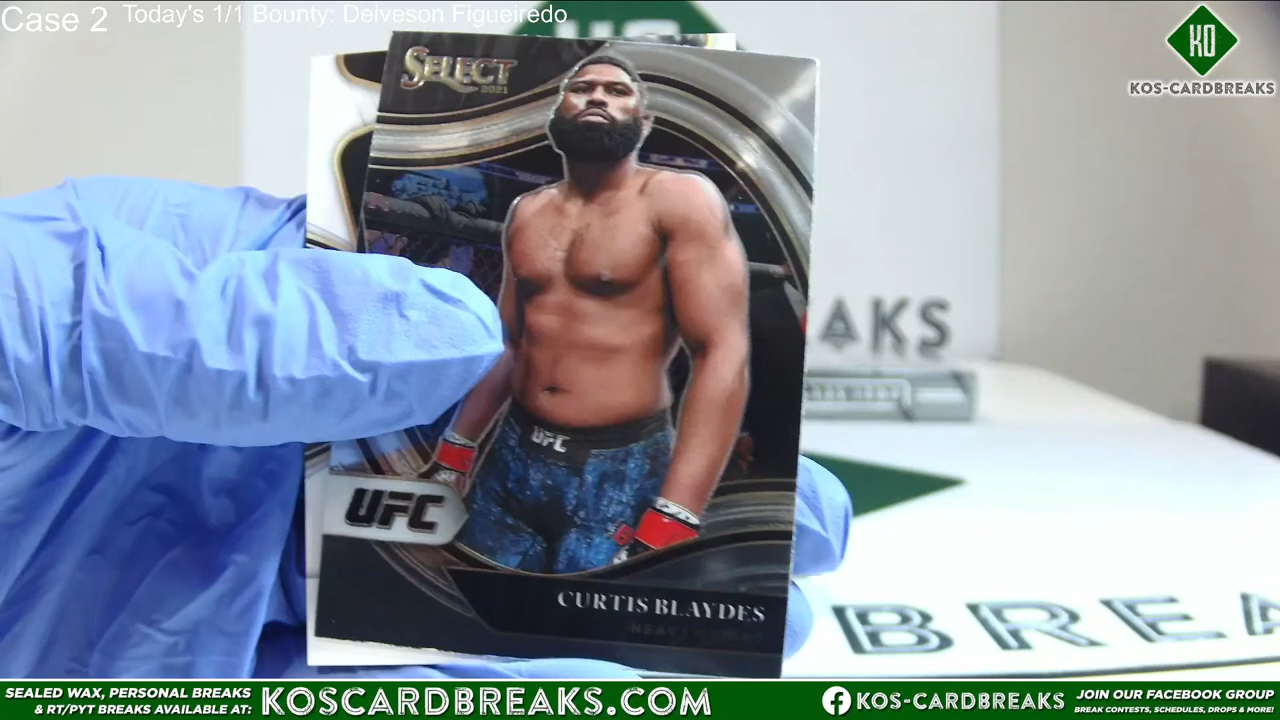 Case 2
Today's 1/1 Bounty: Deiveson Figueiredo
KO
KOS-CARDBREAKS
SELECT
2021
UFC
UFC
CURTIS BLAYDES
EAKS
BREA
SEALED WAX, PERSONAL BREAKS
& RT/PYT BREAKS AVAILABLE AT:
KOSCARDBREAKS.COM
KOS-CARDBREAKS
JOIN OUR FACEBOOK GROUP
BREAK CONTESTS, SCHEDULES, DROPS & MORE!